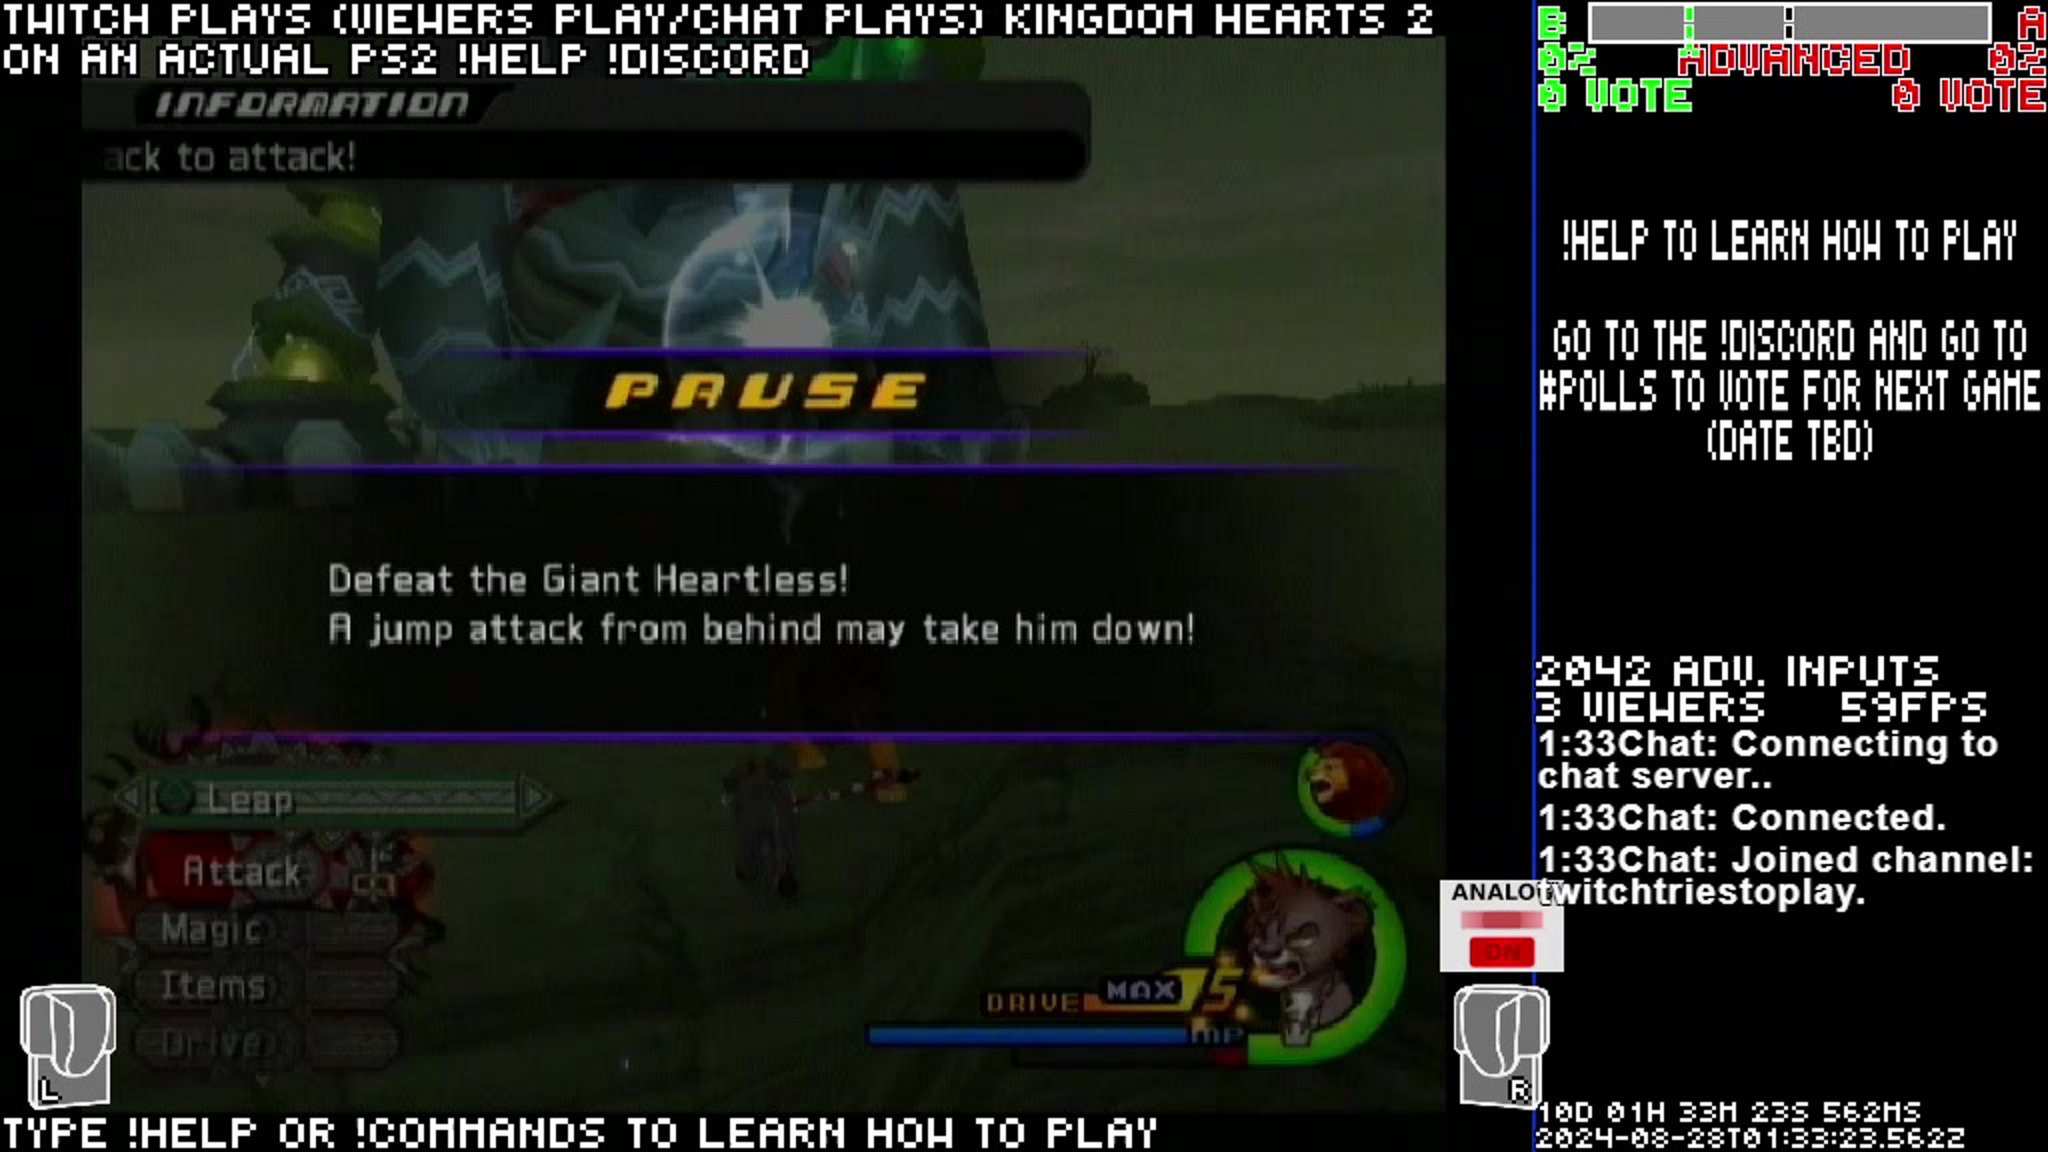 TWITCH PLAYS (VIEWERS PLAY/CHAT PLAYS) KINGDOM HEARTS 2
ON AN ACTUAL PS2 !HELP !DISCORD
INFORMATION
ack to attack!
PAUSE
Defeat the Giant Heartless!
A jump attack from behind may take him down!
Leap
Attack
Magic
Items
Drive
DRIVE MAX 5
MP
L
R
ANALOG
ON
TYPE !HELP OR !COMMANDS TO LEARN HOW TO PLAY
B A
0% ADVANCED 0%
0 VOTE 0 VOTE
!HELP TO LEARN HOW TO PLAY
GO TO THE !DISCORD AND GO TO
#POLLS TO VOTE FOR NEXT GAME
(DATE TBD)
2042 ADV. INPUTS
3 VIEWERS 59FPS
1:33Chat: Connecting to
chat server..
1:33Chat: Connected.
1:33Chat: Joined channel:
twitchtriestoplay.
10D 01H 33M 23S 562MS
2024-08-28T01:33:23.562Z